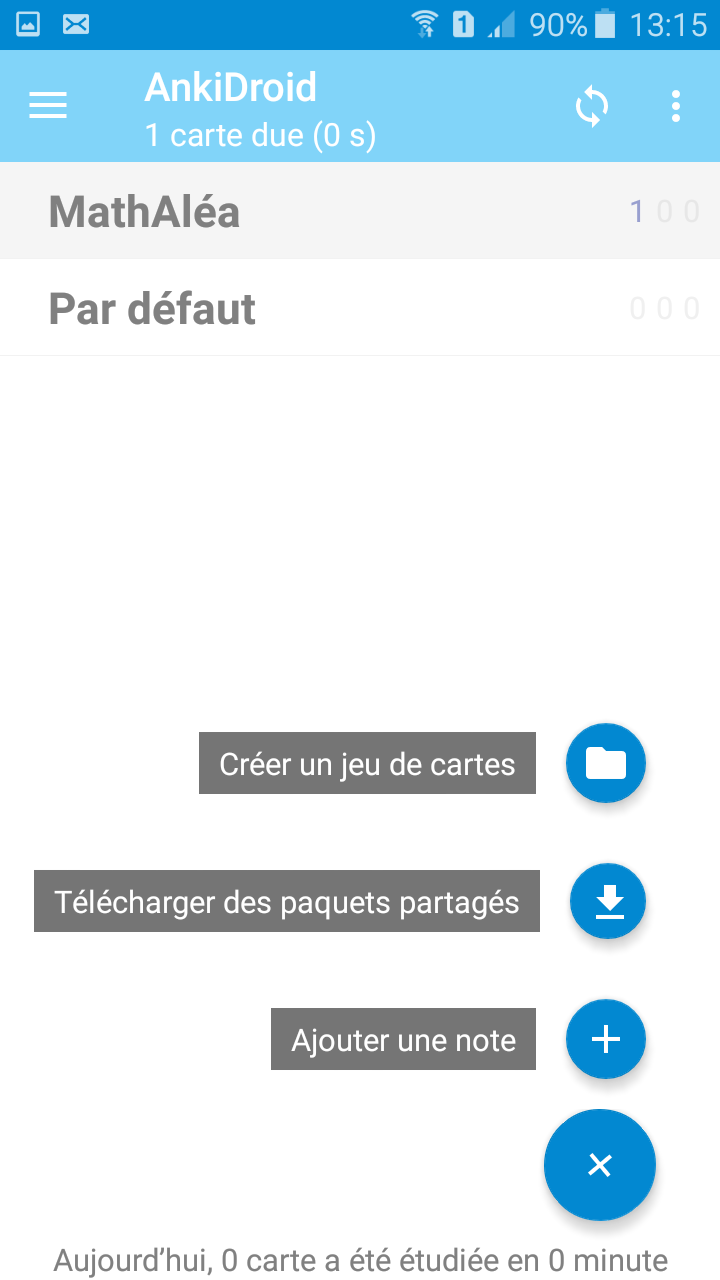 1 90% 13:15
AnkiDroid
1 carte due (0 s)
MathAléa 1 0 0
Par défaut 0 0 0
Créer un jeu de cartes
Télécharger des paquets partagés
Ajouter une note
Aujourd’hui, 0 carte a été étudiée en 0 minute